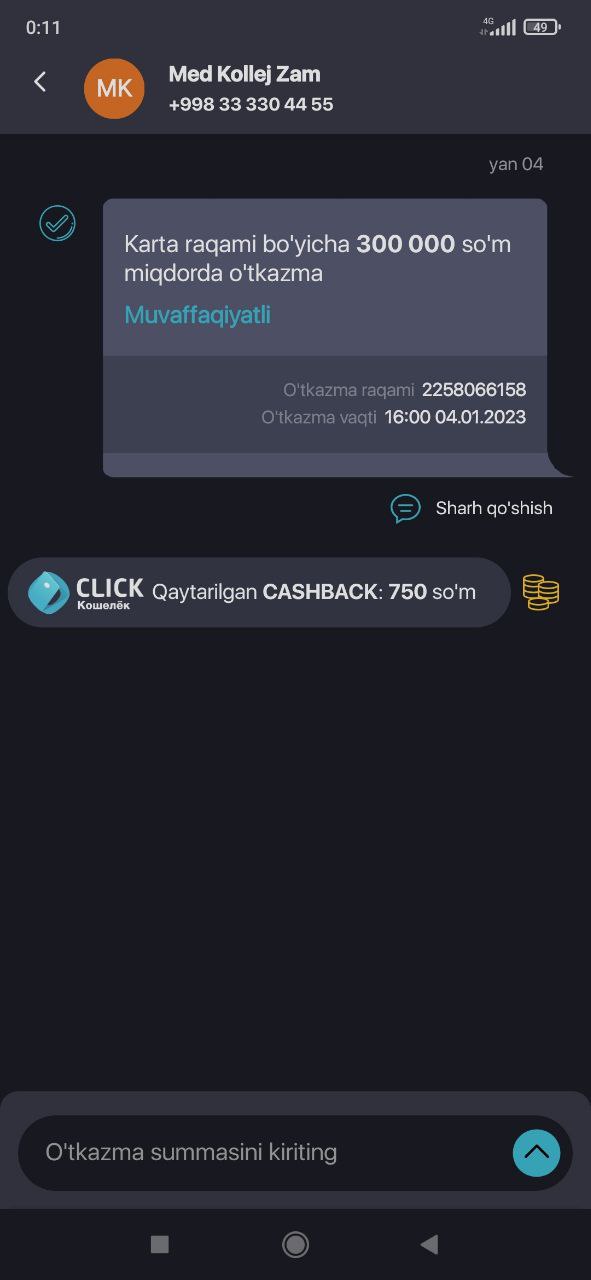 0:11
4G
49
MK
Med Kollej Zam
+998 33 330 44 55
yan 04
Karta raqami bo'yicha 300 000 so'm
miqdorda o'tkazma
Muvaffaqiyatli
O'tkazma raqami 2258066158
O'tkazma vaqti 16:00 04.01.2023
Sharh qo'shish
CLICK
Кошелёк
Qaytarilgan CASHBACK: 750 so'm
O'tkazma summasini kiriting